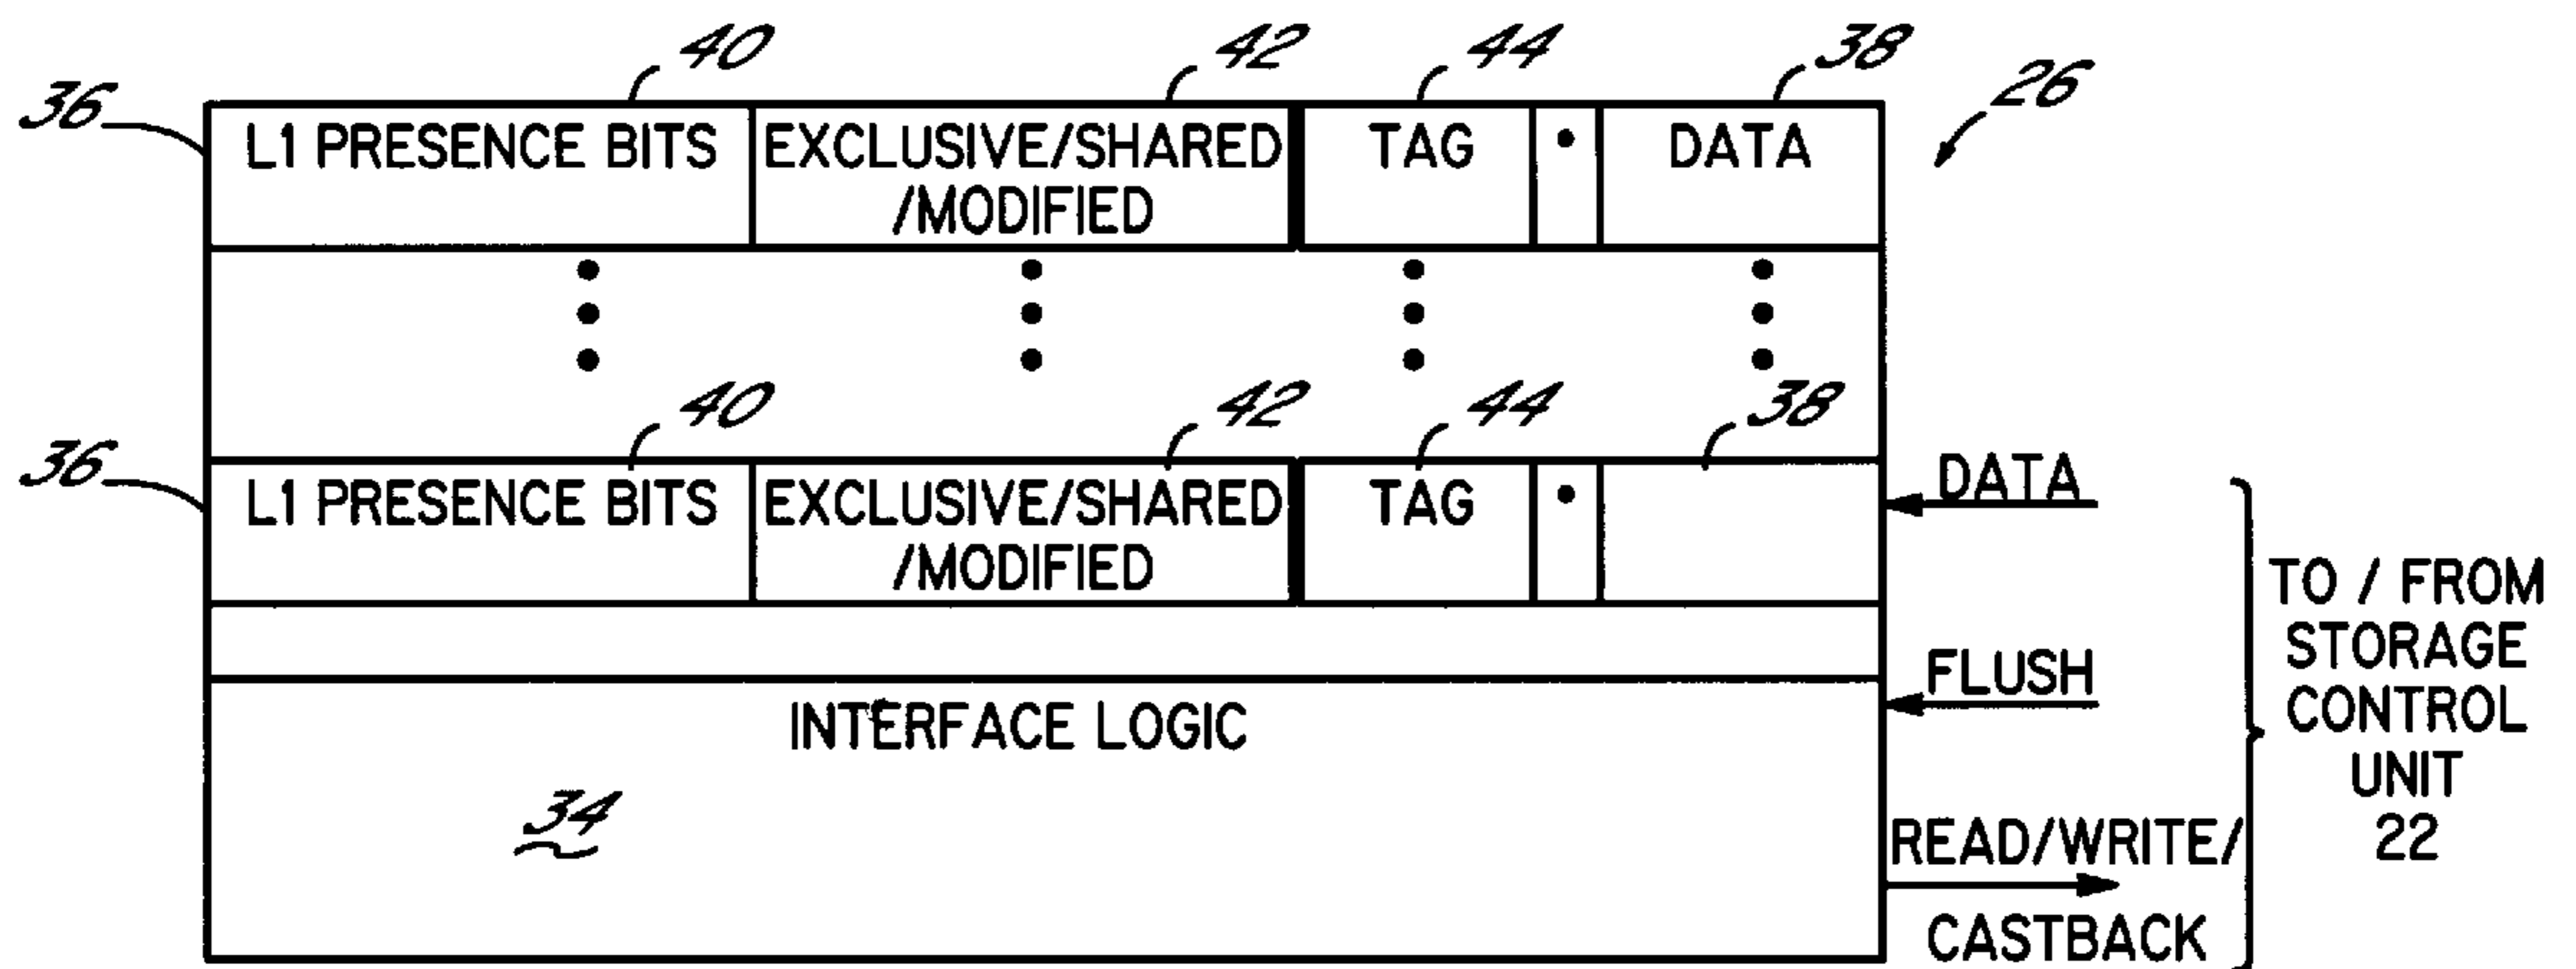 40 42 44 38
36 26
L1 PRESENCE BITS EXCLUSIVE/SHARED /MODIFIED TAG • DATA
40 42 44 38
36
L1 PRESENCE BITS EXCLUSIVE/SHARED /MODIFIED TAG •
DATA
FLUSH
INTERFACE LOGIC
34
READ/WRITE/
CASTBACK
TO / FROM
STORAGE
CONTROL
UNIT
22